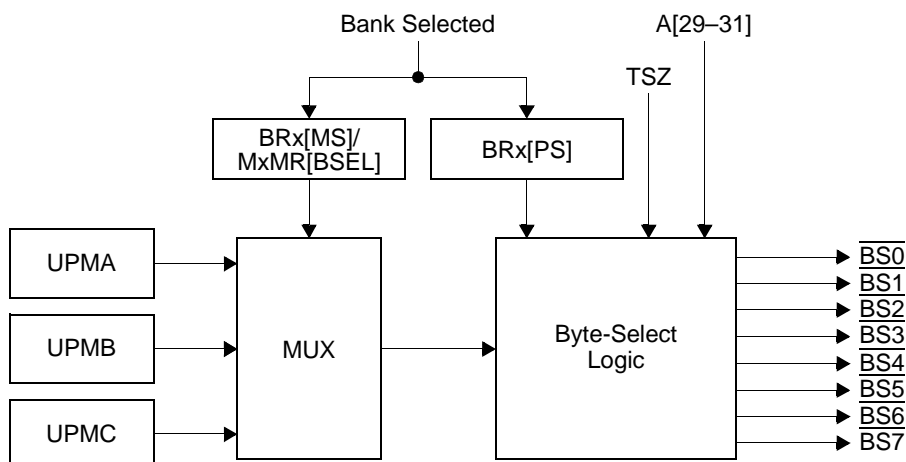 Bank Selected
A[29–31]
TSZ
BRx[MS]/
MxMR[BSEL]
BRx[PS]
UPMA
UPMB
UPMC
MUX
Byte-Select
Logic
BS0
BS1
BS2
BS3
BS4
BS5
BS6
BS7